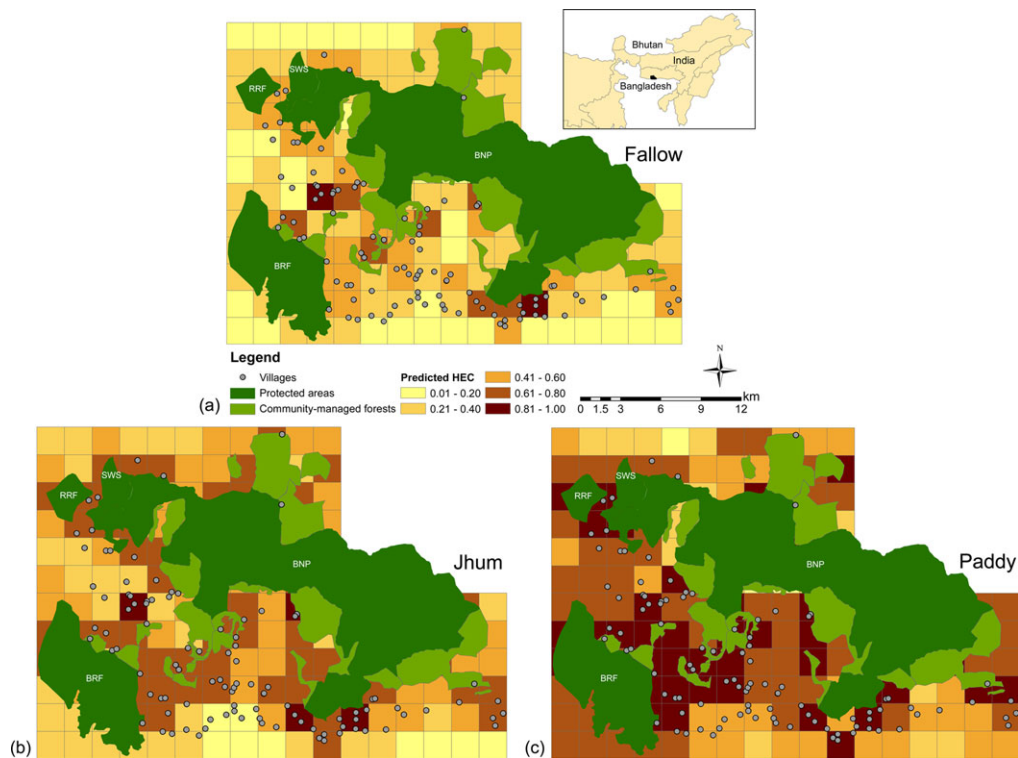 Bhutan
India
Bangladesh
SWS
RRF
BNP
Fallow
BRF
Legend
Villages
Protected areas
Community-managed forests
Predicted HEC
0.01 - 0.20
0.21 - 0.40
0.41 - 0.60
0.61 - 0.80
0.81 - 1.00
N
km
0 1.5 3 6 9 12
(a)
SWS
RRF
BNP
Jhum
BRF
(b)
SWS
RRF
BNP
Paddy
BRF
(c)